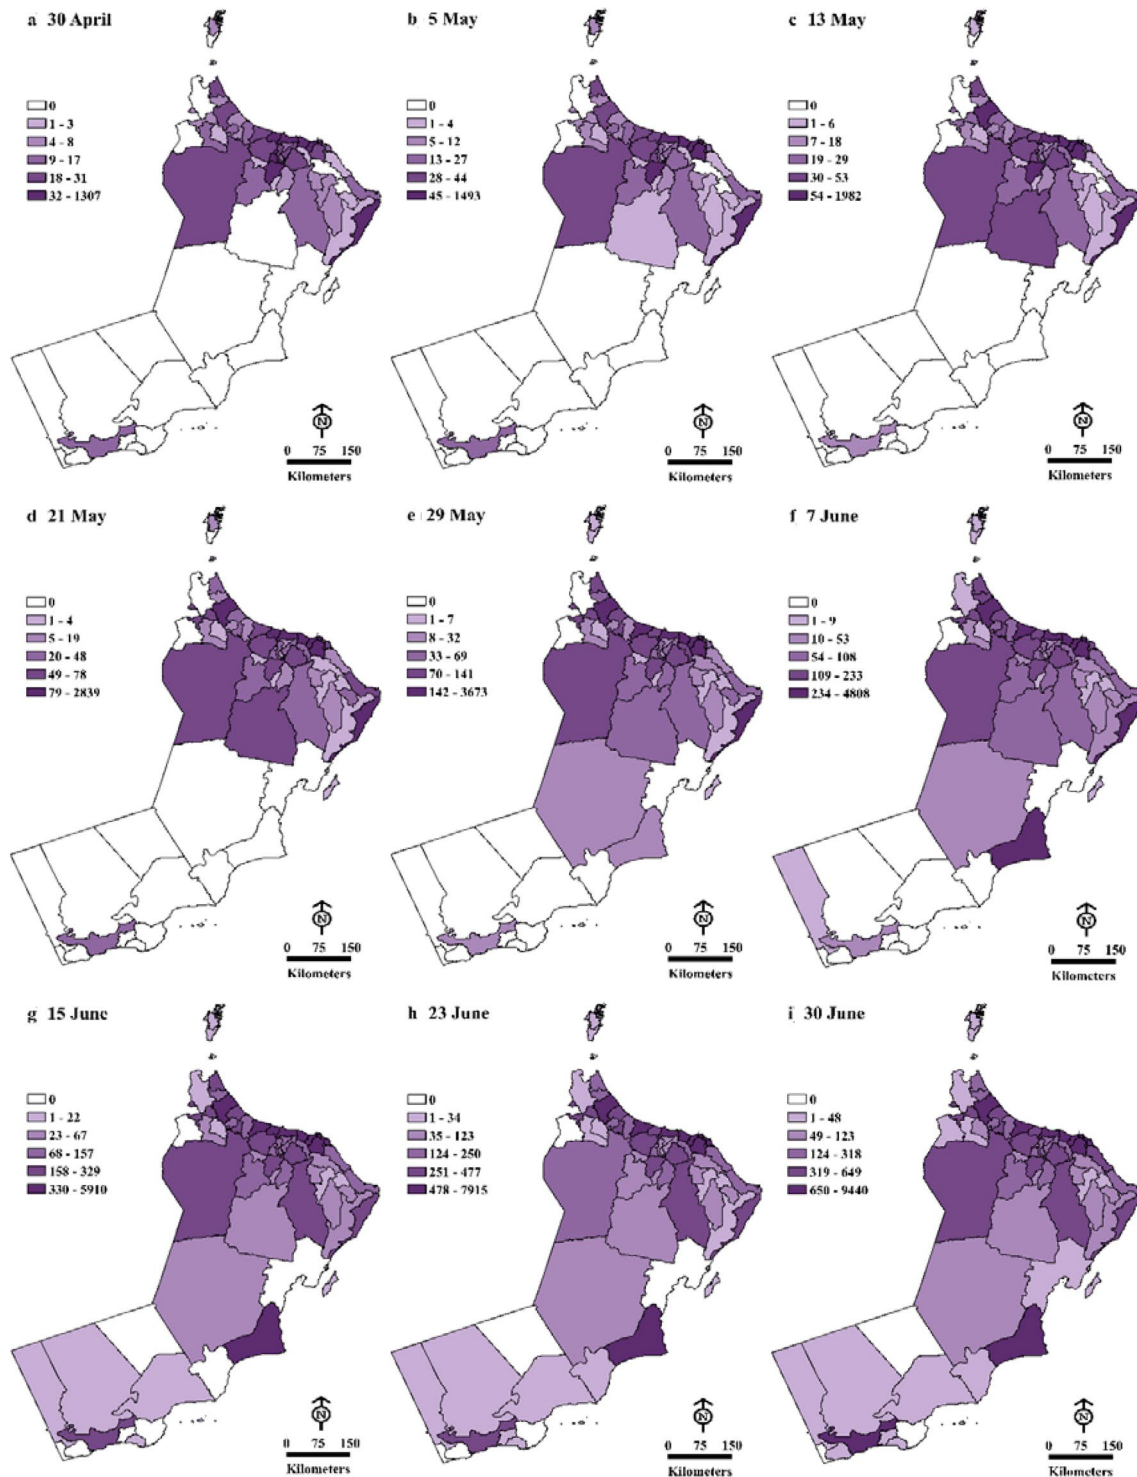 a 30 April
0
1 - 3
4 - 8
9 - 17
18 - 31
32 - 1307
N
0 75 150
Kilometers
b 5 May
0
1 - 4
5 - 12
13 - 27
28 - 44
45 - 1493
N
0 75 150
Kilometers
c 13 May
0
1 - 6
7 - 18
19 - 29
30 - 53
54 - 1982
N
0 75 150
Kilometers
d 21 May
0
1 - 4
5 - 19
20 - 48
49 - 78
79 - 2839
N
0 75 150
Kilometers
e 29 May
0
1 - 7
8 - 32
33 - 69
70 - 141
142 - 3673
N
0 75 150
Kilometers
f 7 June
0
1 - 9
10 - 53
54 - 108
109 - 233
234 - 4808
N
0 75 150
Kilometers
g 15 June
0
1 - 22
23 - 67
68 - 157
158 - 329
330 - 5910
N
0 75 150
Kilometers
h 23 June
0
1 - 34
35 - 123
124 - 250
251 - 477
478 - 7915
N
0 75 150
Kilometers
i 30 June
0
1 - 48
49 - 123
124 - 318
319 - 649
650 - 9440
N
0 75 150
Kilometers